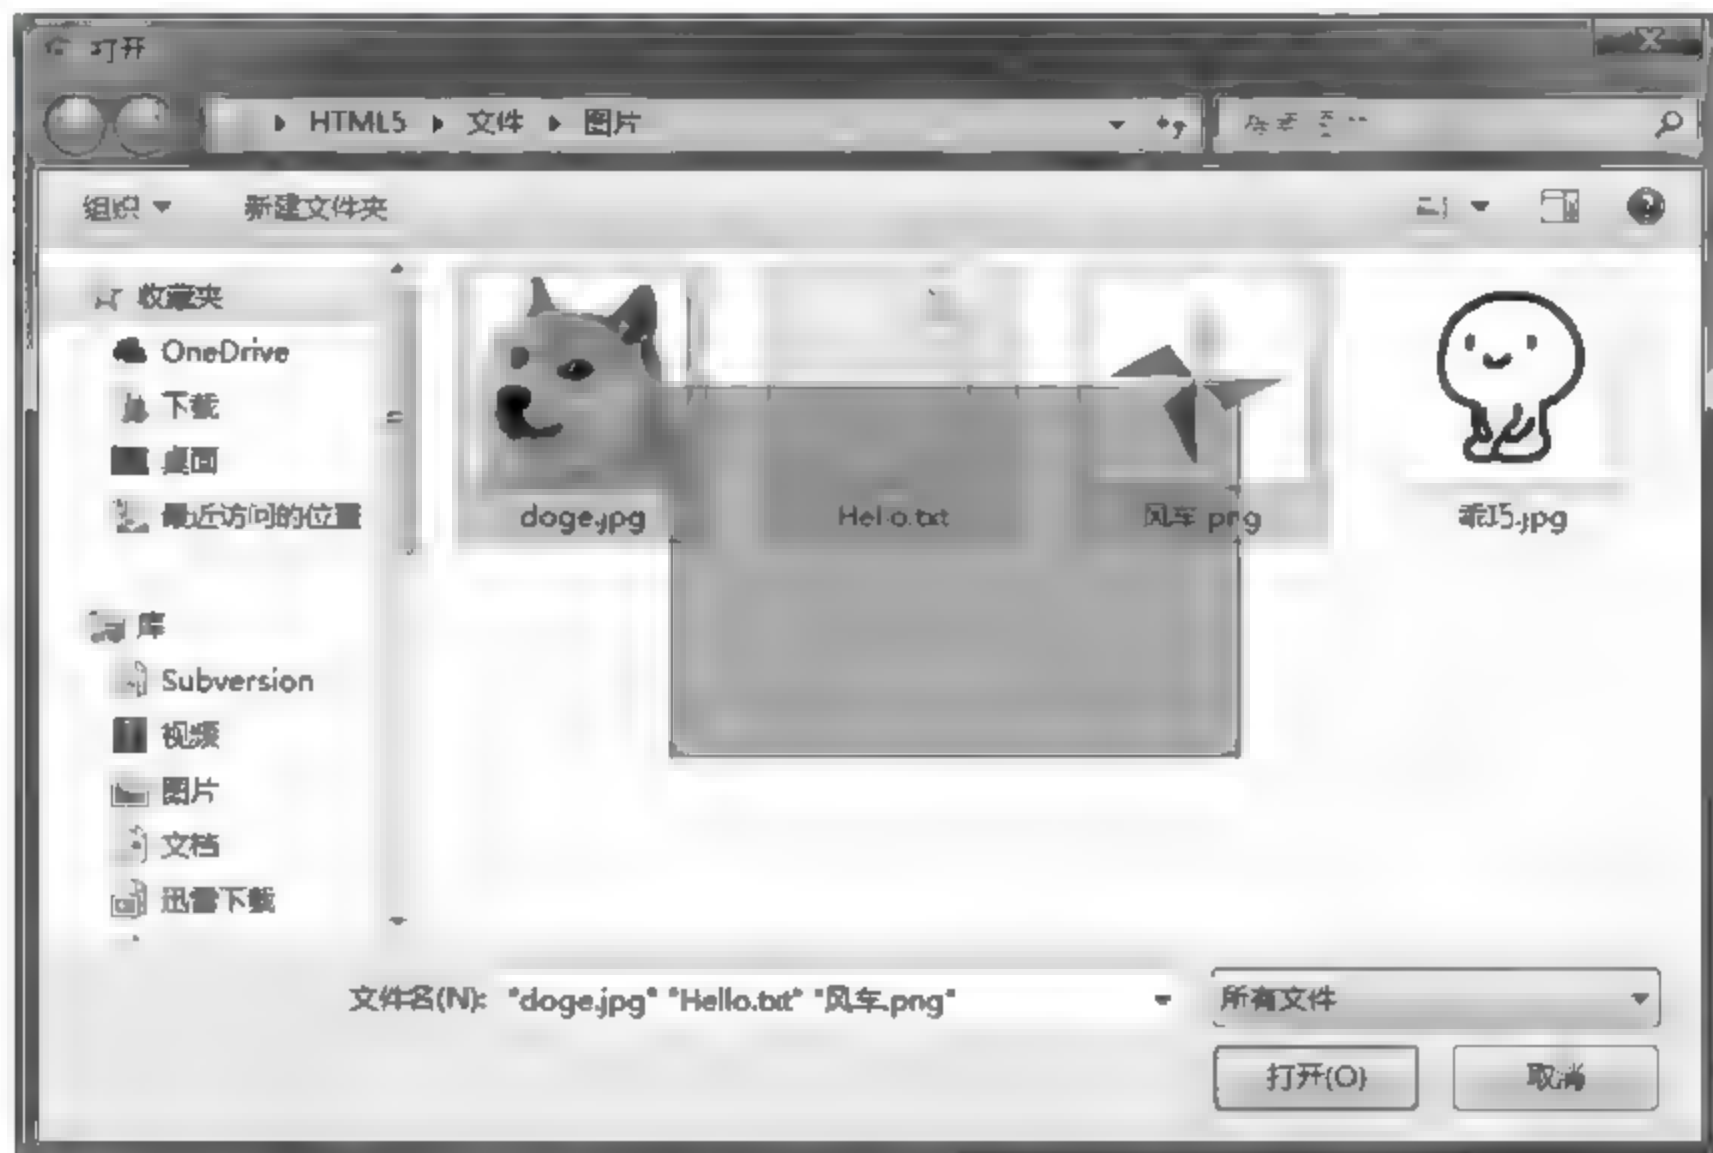 打开
HTML5 文件 图片
组织 新建文件夹
收藏夹
OneDrive
下载
桌面
最近访问的位置
库
Subversion
视频
图片
文档
迅雷下载
doge.jpg Hello.txt 风车.png
文件名(N): "doge.jpg" "Hello.txt" "风车.png" 所有文件
打开(O) 取消